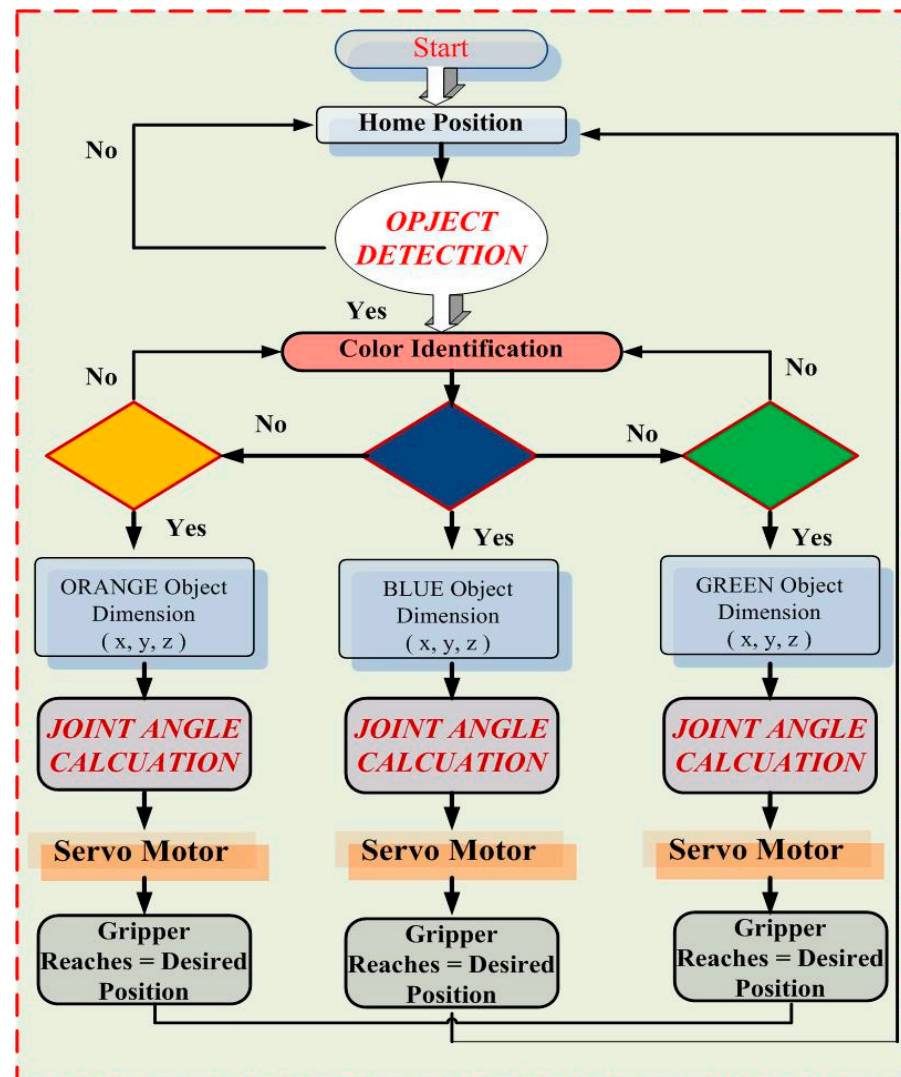 Start
Home Position
No
OPJECT
DETECTION
Yes
Color Identification
No
No
No
No
Yes
Yes
Yes
ORANGE Object
Dimension
( x, y, z )
BLUE Object
Dimension
( x, y, z )
GREEN Object
Dimension
( x, y, z )
JOINT ANGLE
CALCUATION
JOINT ANGLE
CALCUATION
JOINT ANGLE
CALCUATION
Servo Motor
Servo Motor
Servo Motor
Gripper
Reaches = Desired
Position
Gripper
Reaches = Desired
Position
Gripper
Reaches = Desired
Position